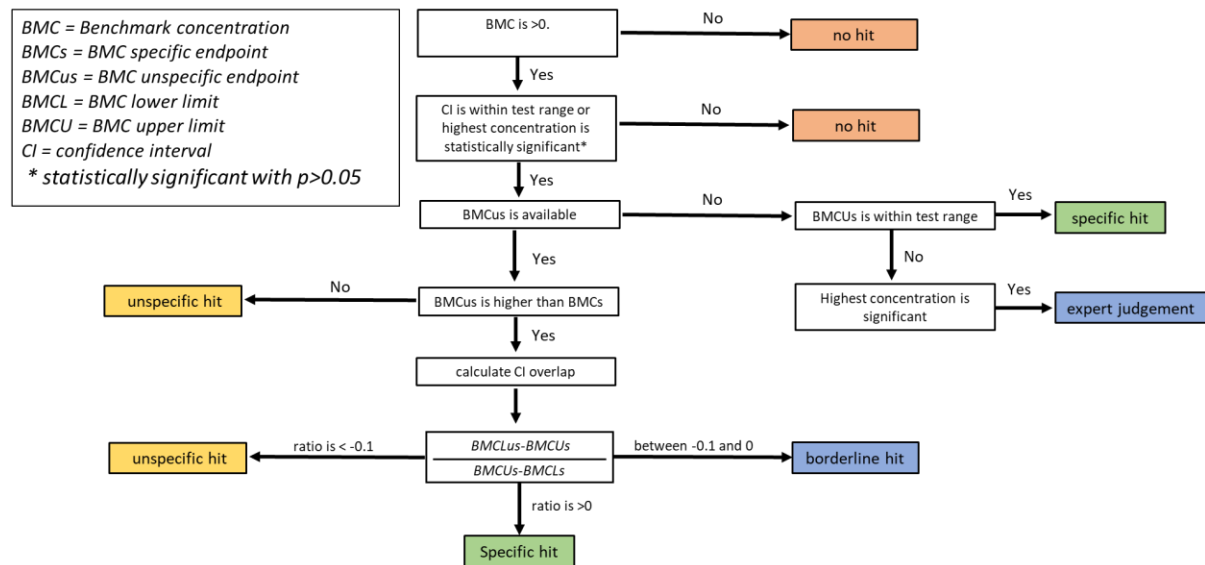 BMC = Benchmark concentration
BMCs = BMC specific endpoint
BMCus = BMC unspecific endpoint
BMCL = BMC lower limit
BMCU = BMC upper limit
CI = confidence interval
* statistically significant with p>0.05
BMC is >0.
No
no hit
Yes
CI is within test range or
highest concentration is
statistically significant*
No
no hit
Yes
BMCus is available
No
BMCUs is within test range
Yes
specific hit
Yes
No
unspecific hit
No
BMCus is higher than BMCs
Highest concentration is
significant
Yes
expert judgement
Yes
calculate CI overlap
unspecific hit
ratio is < -0.1
BMCLus-BMCUs
BMCUs-BMCLs
between -0.1 and 0
borderline hit
ratio is >0
Specific hit